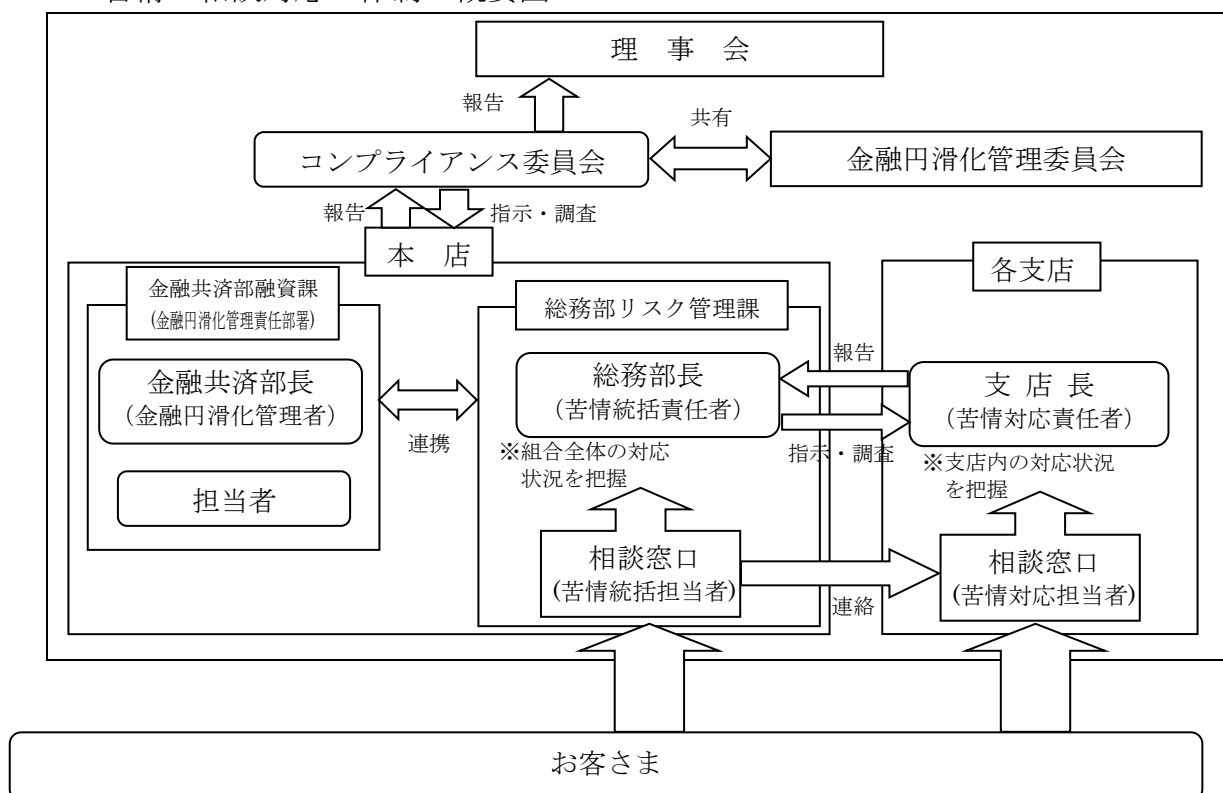 理 事 会
報告
共有
コンプライアンス委員会
金融円滑化管理委員会
報告
指示・調査
本 店
各支店
金融共済部融資課
(金融円滑化管理責任部署)
総務部リスク管理課
金融共済部長
(金融円滑化管理者)
連携
担当者
総務部長
(苦情統括責任者)
※組合全体の対応
状況を把握
報告
指示・調査
支 店 長
(苦情対応責任者)
※支店内の対応状況
を把握
相談窓口
(苦情統括担当者)
連絡
相談窓口
(苦情対応担当者)
お客さま